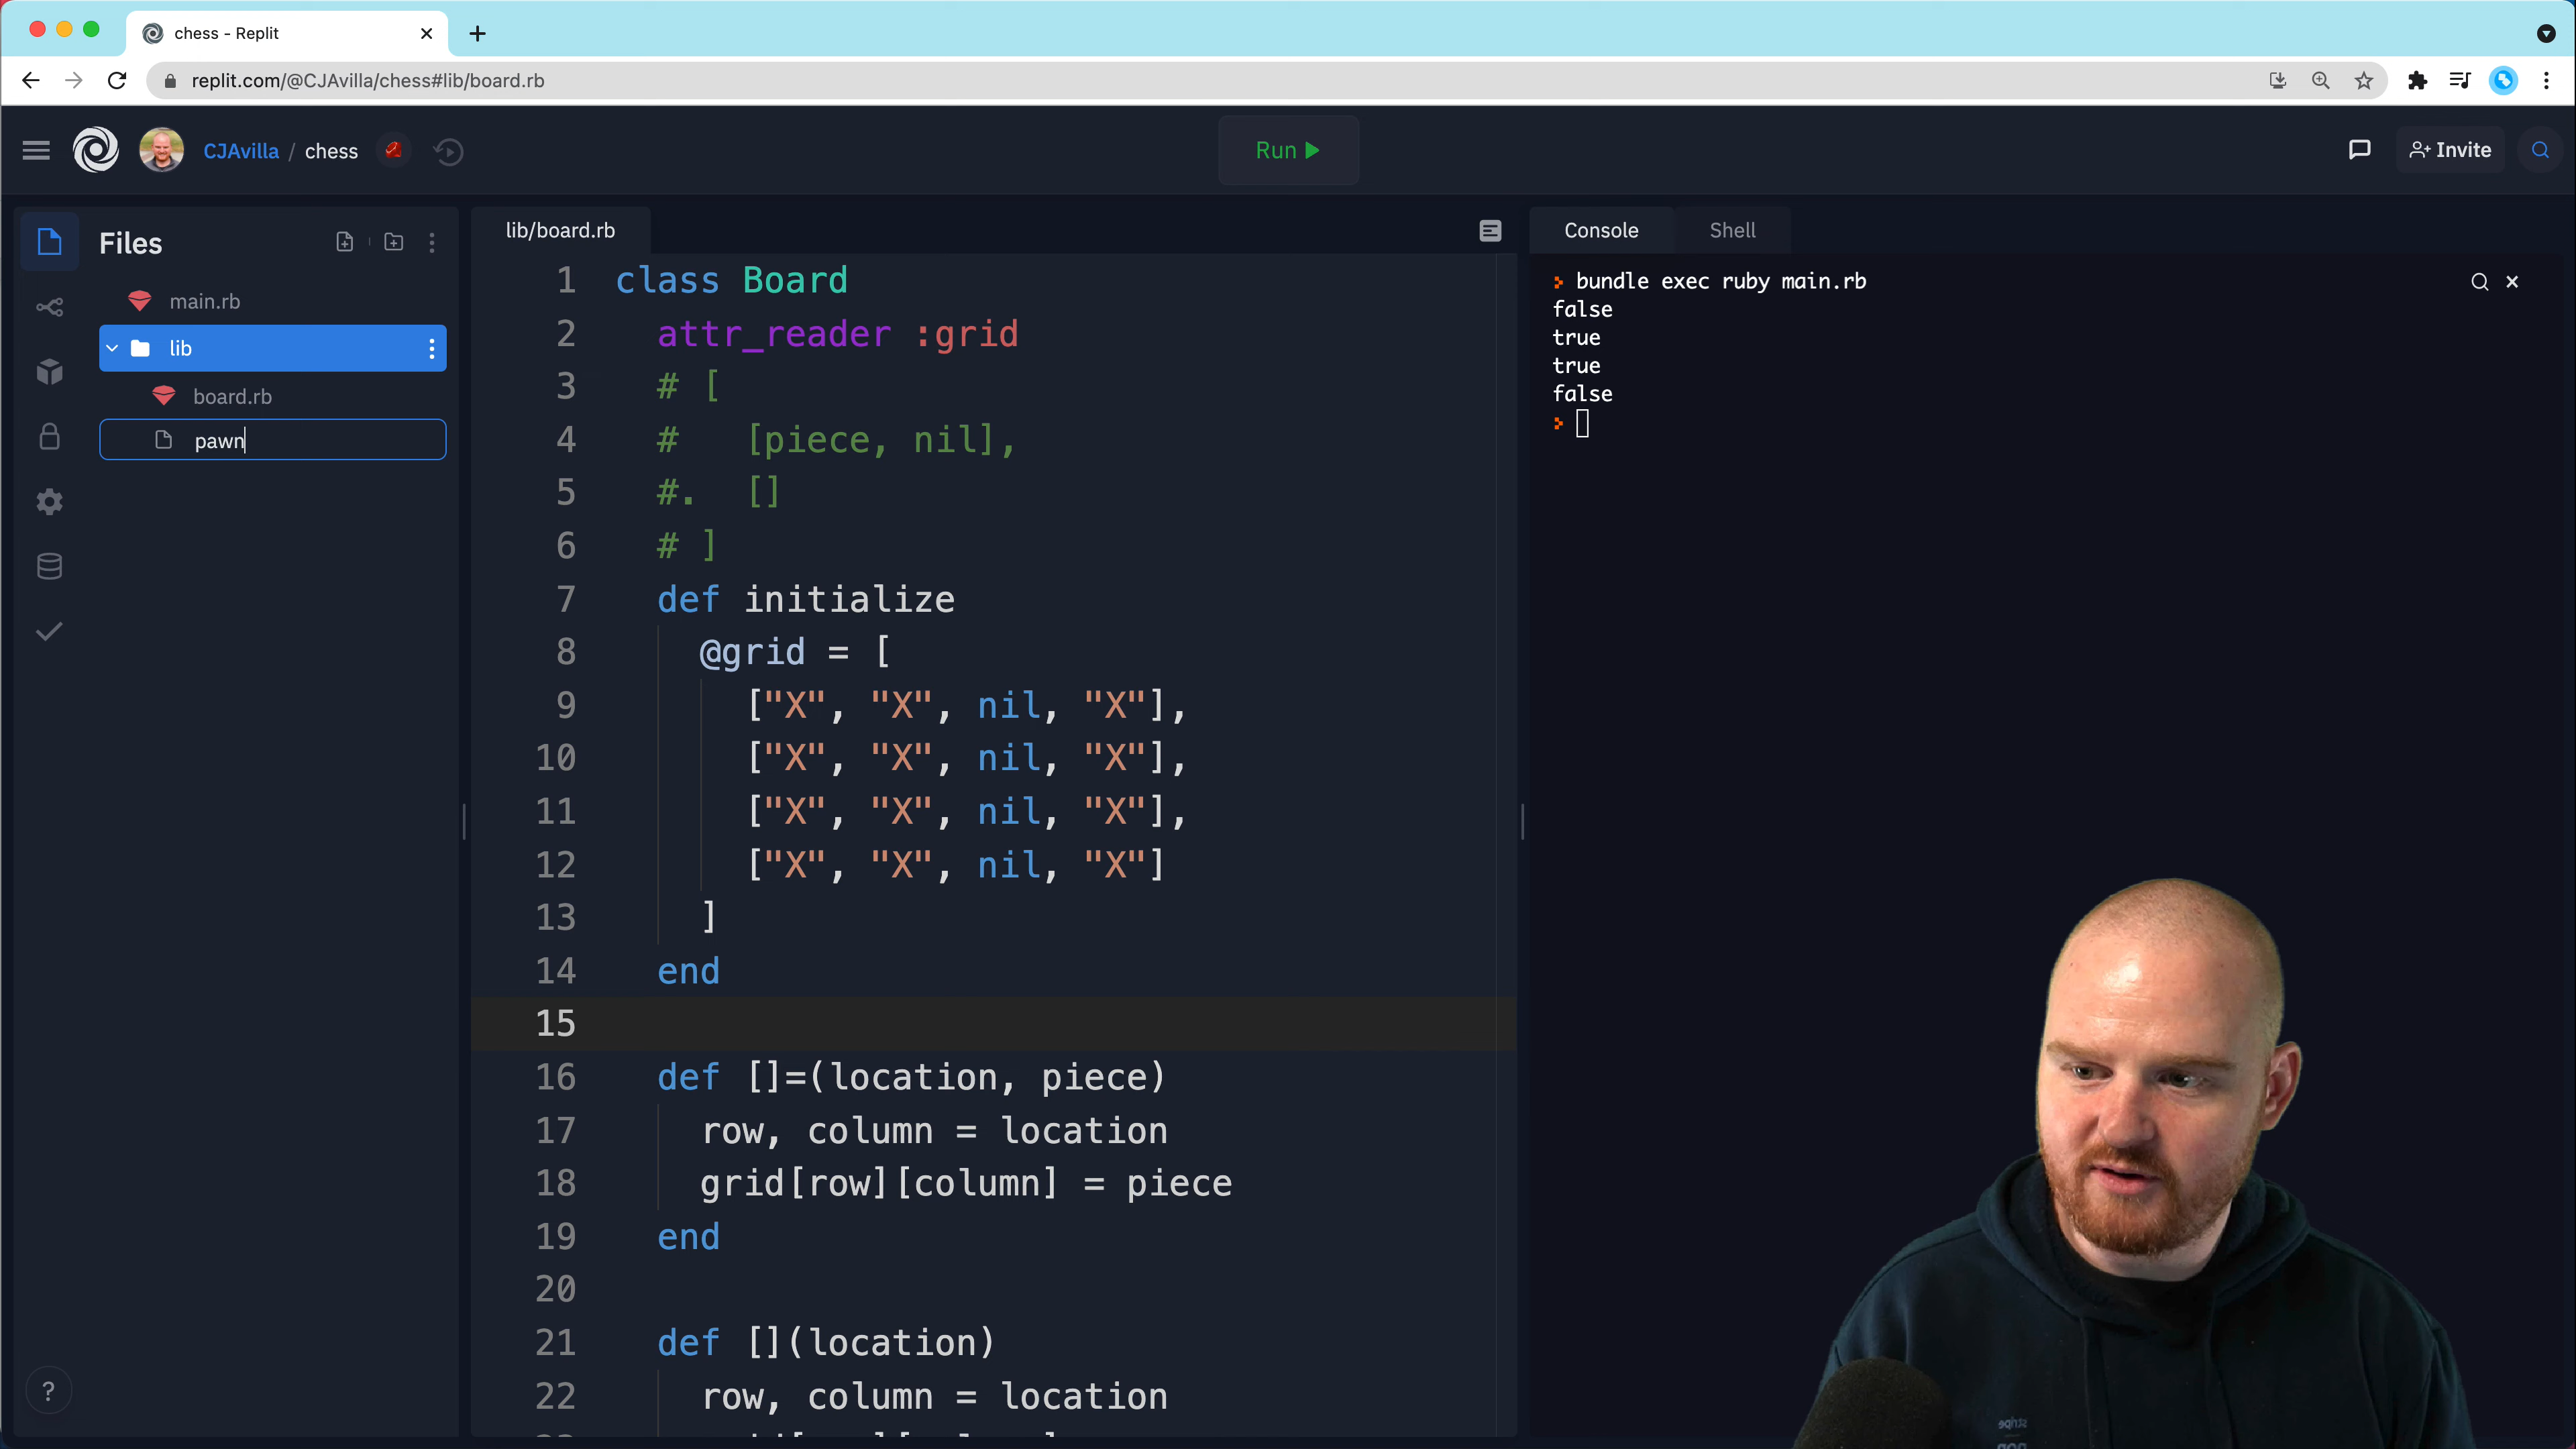 chess - Replit
replit.com/@CJAvilla/chess#lib/board.rb
CJAvilla / chess
Run
Invite
Files
main.rb
lib
board.rb
pawn
lib/board.rb
1 class Board
2 attr_reader :grid
3 # [
4 # [piece, nil],
5 #. []
6 # ]
7 def initialize
8 @grid = [
9 ["X", "X", nil, "X"],
10 ["X", "X", nil, "X"],
11 ["X", "X", nil, "X"],
12 ["X", "X", nil, "X"]
13 ]
14 end
15
16 def []=(location, piece)
17 row, column = location
18 grid[row][column] = piece
19 end
20
21 def [](location)
22 row, column = location
Console
Shell
bundle exec ruby main.rb
false
true
true
false
stripe
?